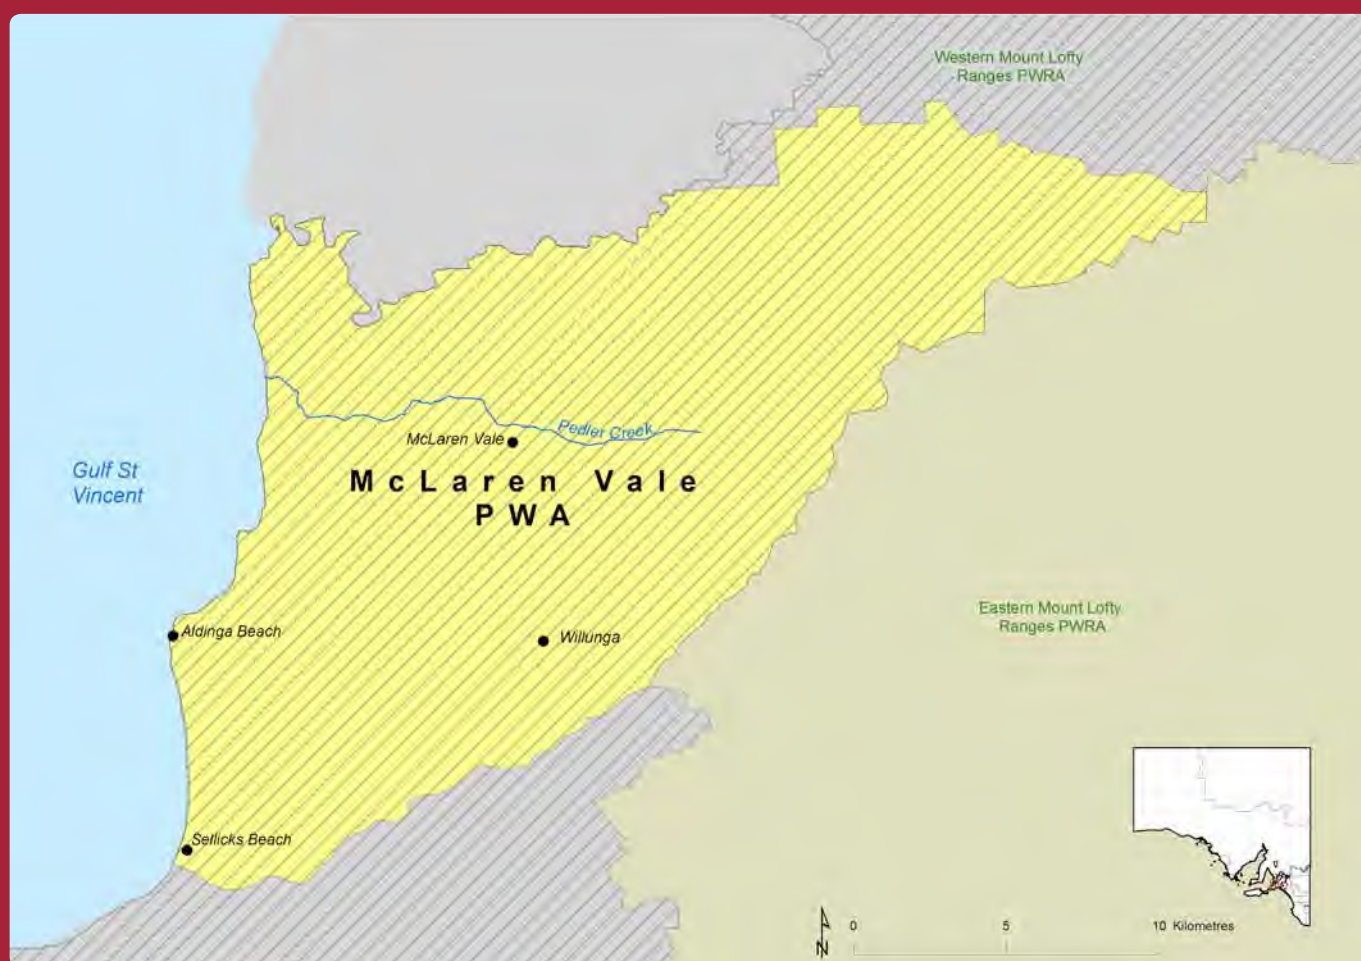 Western Mount Lofty
Ranges PWRA
Pedler Creek
McLaren Vale
McLaren Vale
PWA
Gulf St
Vincent
Eastern Mount Lofty
Ranges PWRA
Aldinga Beach
Willunga
Sellicks Beach
N
0 5 10 Kilometres